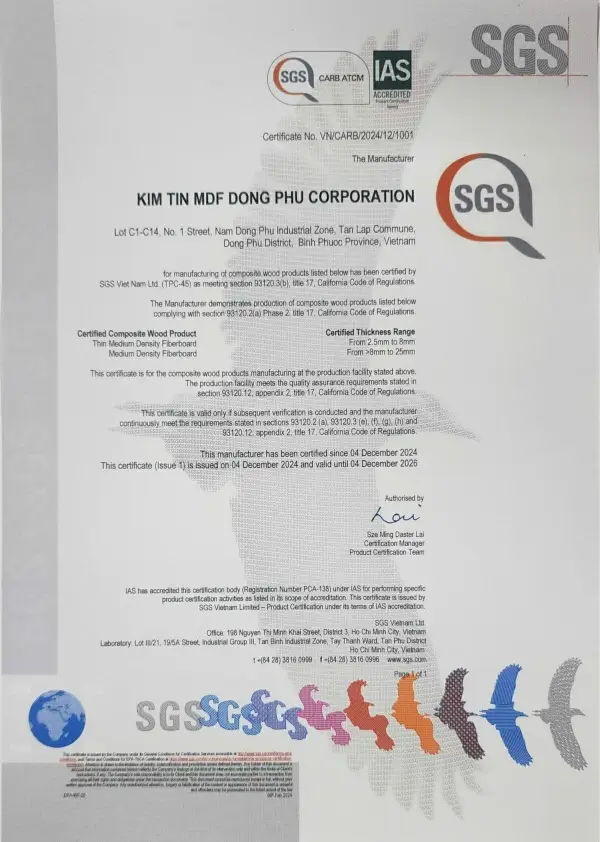 SGS
SGS
CARB ATCM
IAS
ACCREDITED
Product Certification
Agency
Certificate No. VN/CARB/2024/12/1001
The Manufacturer
KIM TIN MDF DONG PHU CORPORATION
SGS
Lot C1-C14, No. 1 Street, Nam Dong Phu Industrial Zone, Tan Lap Commune,
Dong Phu District, Binh Phuoc Province, Vietnam
for manufacturing of composite wood products listed below has been certified by
SGS Viet Nam Ltd. (TPC-45) as meeting section 93120.3(b), title 17, California Code of Regulations.
The Manufacturer demonstrates production of composite wood products listed below
complying with section 93120.2(a) Phase 2, title 17, California Code of Regulations.
Certified Composite Wood Product Certified Thickness Range
Thin Medium Density Fiberboard From 2.5mm to 8mm
Medium Density Fiberboard From >8mm to 25mm
This certificate is for the composite wood products manufacturing at the production facility stated above.
The production facility meets the quality assurance requirements stated in
section 93120.12, appendix 2, title 17, California Code of Regulations.
This certificate is valid only if subsequent verification is conducted and the manufacturer
continuously meet the requirements stated in sections 93120.2 (a), 93120.3 (e), (f), (g), (h) and
93120.12, appendix 2, title 17, California Code of Regulations.
This manufacturer has been certified since 04 December 2024
This certificate (Issue 1) is issued on 04 December 2024 and valid until 04 December 2026
Authorised by
Sze Ming Daster Lai
Certification Manager
Product Certification Team
IAS has accredited this certification body (Registration Number PCA-138) under IAS for performing specific
product certification activities as listed in its scope of accreditation. This certificate is issued by
SGS Vietnam Limited – Product Certification under its terms of IAS accreditation.
SGS Vietnam Ltd.
Office: 198 Nguyen Thi Minh Khai Street, District 3, Ho Chi Minh City, Vietnam
Laboratory: Lot III/21, 19/5A Street, Industrial Group III, Tan Binh Industrial Zone, Tay Thanh Ward, Tan Phu District
Ho Chi Minh City, Vietnam
t +(84 28) 3816 0999 f +(84 28) 3816 0996 www.sgs.com
Page 1 of 1
SGS SGS SGS